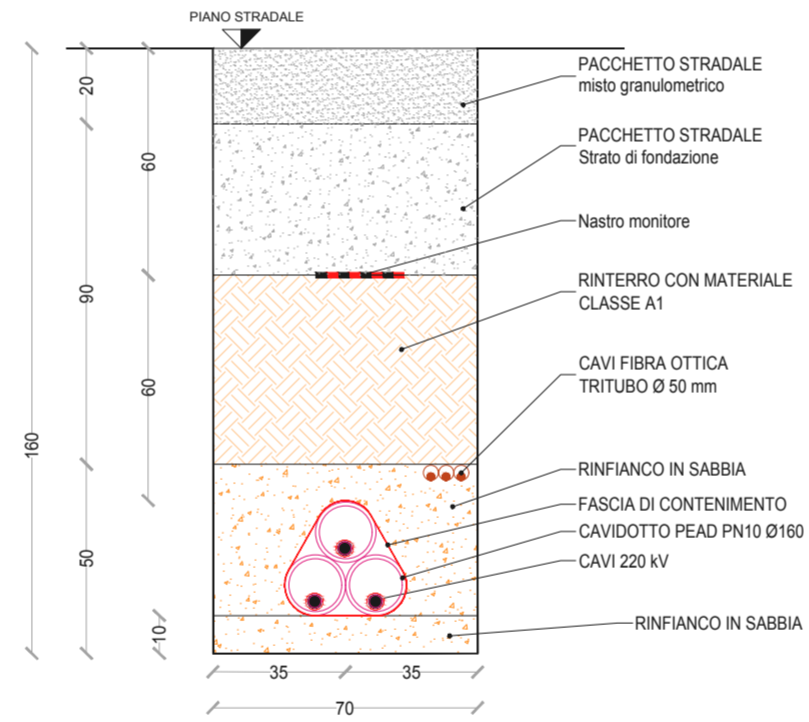 PIANO STRADALE
PACCHETTO STRADALE
misto granulometrico
PACCHETTO STRADALE
Strato di fondazione
Nastro monitore
RINTERRO CON MATERIALE
CLASSE A1
CAVI FIBRA OTTICA
TRITUBO Ø 50 mm
RINFIANCO IN SABBIA
FASCIA DI CONTENIMENTO
CAVIDOTTO PEAD PN10 Ø160
CAVI 220 kV
RINFIANCO IN SABBIA
160
20
90
50
60
60
10
35
35
70